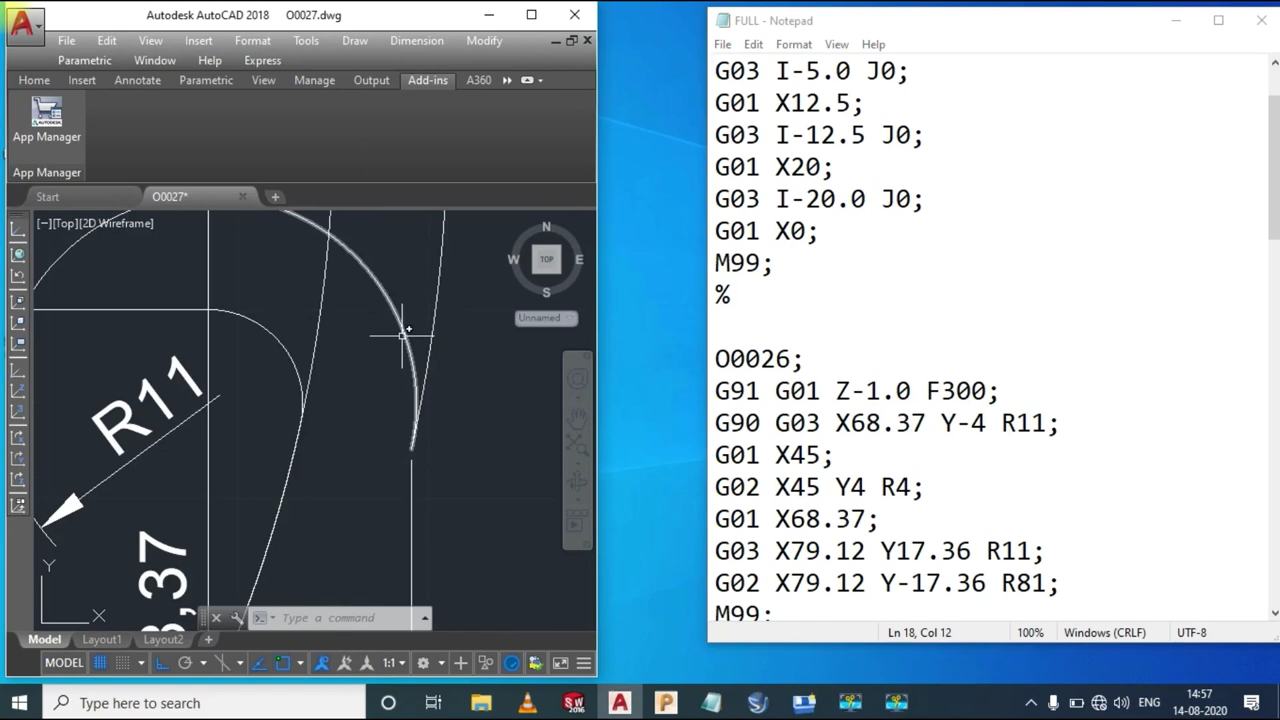 Autodesk AutoCAD 2018 O0027.dwg
File Edit View Insert Format Tools Draw Dimension Modify
Parametric Window Help Express
Home Insert Annotate Parametric View Manage Output Add-ins A360
App Manager
App Manager
Start O0027*
[−][Top][2D Wireframe]
N
W TOP E
S
Unnamed
R11
,37
Y
X
Type a command
Model Layout1 Layout2 +
MODEL 1:1
FULL - Notepad
File Edit Format View Help
G03 I-5.0 J0;
G01 X12.5;
G03 I-12.5 J0;
G01 X20;
G03 I-20.0 J0;
G01 X0;
M99;
%
O0026;
G91 G01 Z-1.0 F300;
G90 G03 X68.37 Y-4 R11;
G01 X45;
G02 X45 Y4 R4;
G01 X68.37;
G03 X79.12 Y17.36 R11;
G02 X79.12 Y-17.36 R81;
M99;
Ln 18, Col 12 100% Windows (CRLF) UTF-8
Type here to search
SW
2016
A
P
ENG
14:57
14-08-2020